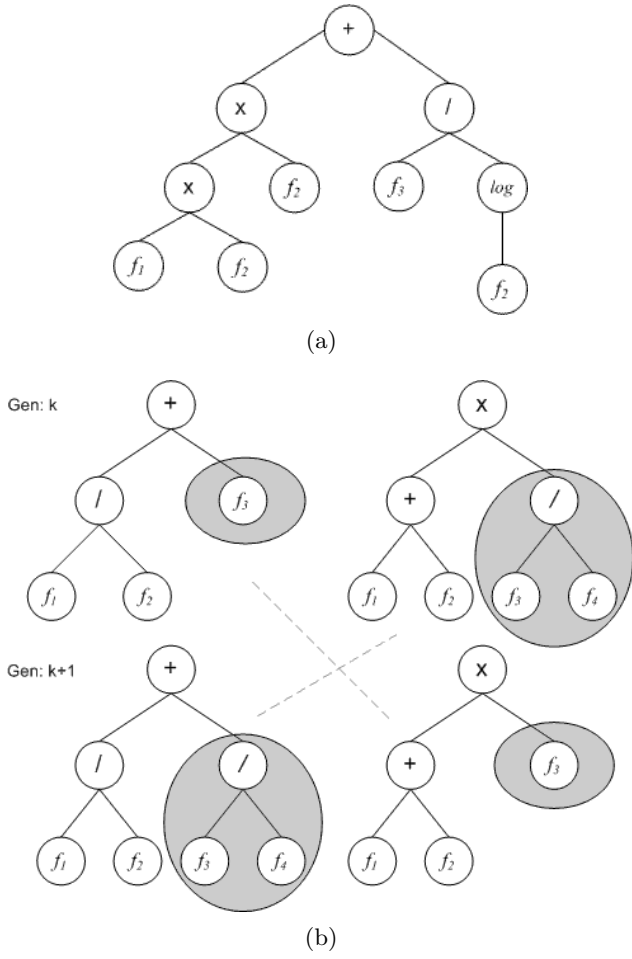 +
x /
x f₂ f₃ log
f₁ f₂ f₂
(a)
Gen: k + x
/ f₃ + /
f₁ f₂ f₁ f₂ f₃ f₄
Gen: k+1 + x
/ / + f₃
f₁ f₂ f₃ f₄ f₁ f₂
(b)